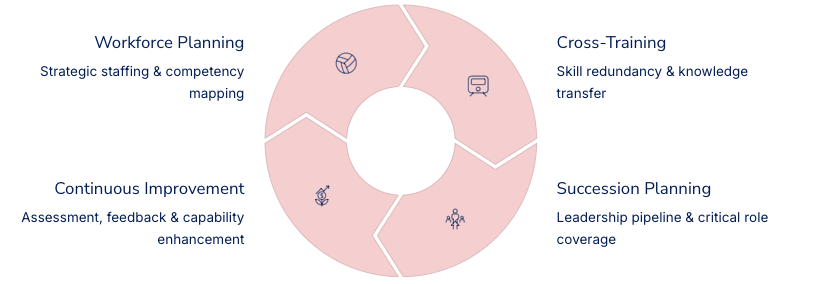 Workforce Planning
Strategic staffing & competency
mapping
Cross-Training
Skill redundancy & knowledge
transfer
Continuous Improvement
Assessment, feedback & capability
enhancement
Succession Planning
Leadership pipeline & critical role
coverage